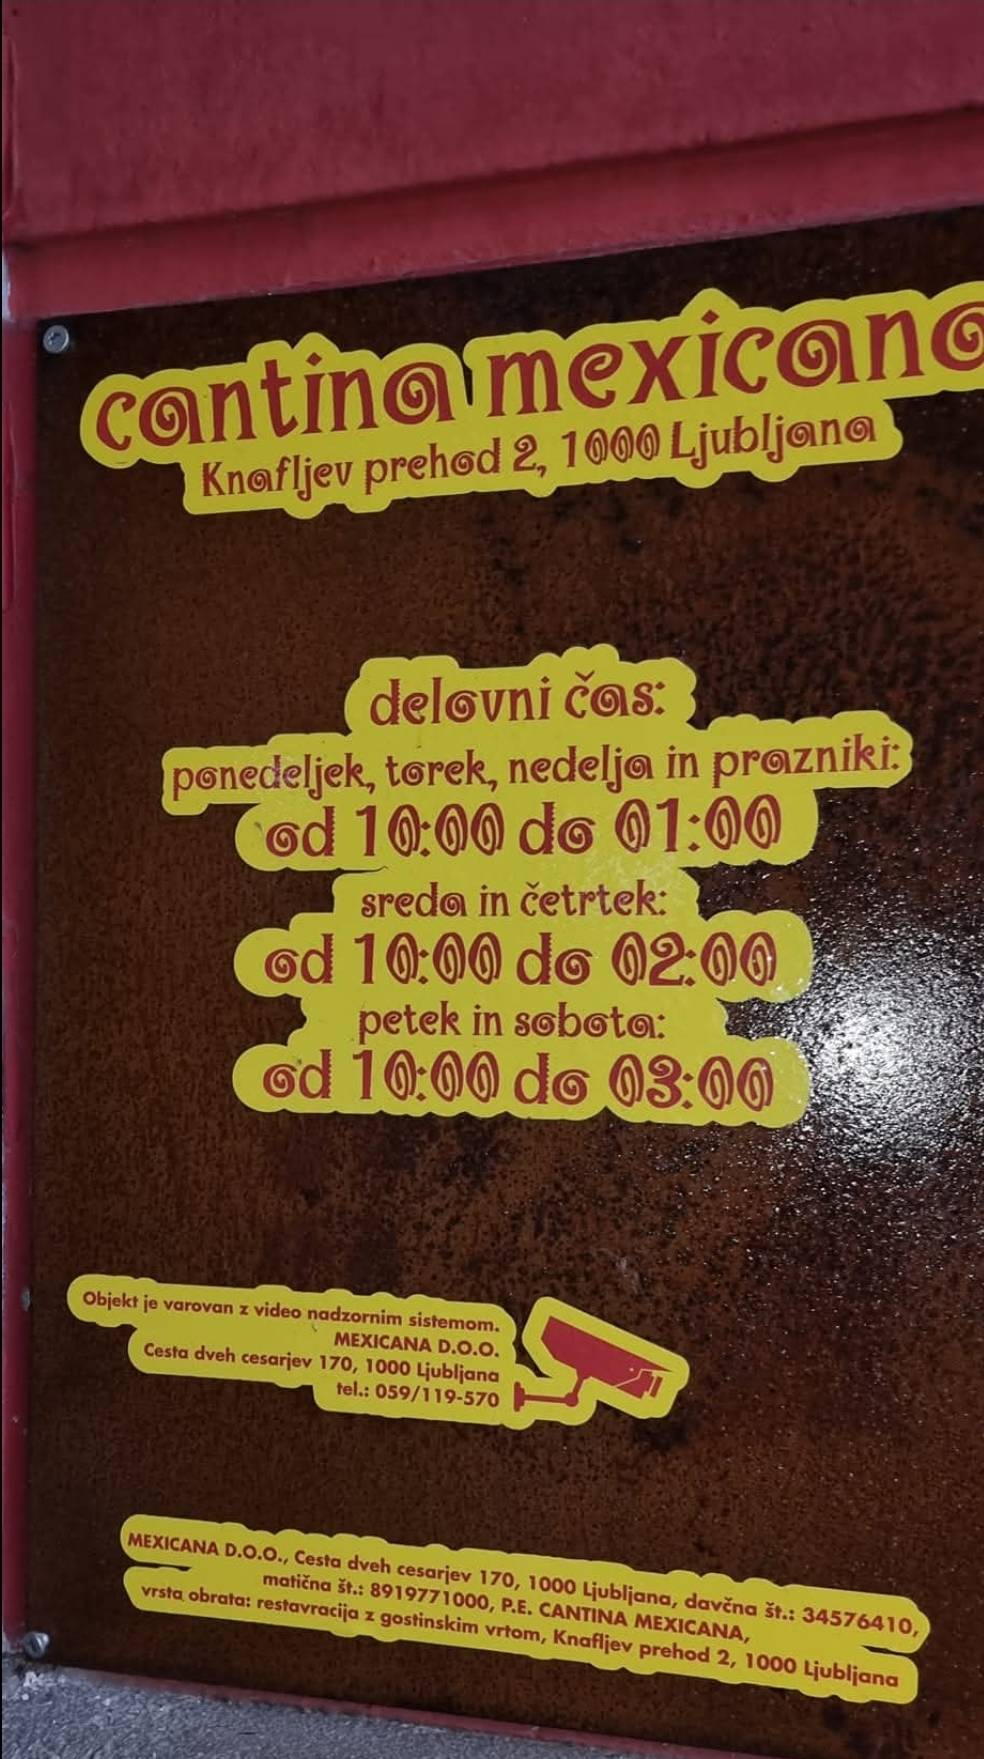 cantina mexicana
Knafljev prehod 2, 1000 Ljubljana
delovni čas:
ponedeljek, torek, nedelja in prazniki:
od 10:00 do 01:00
sreda in četrtek:
od 10:00 do 02:00
petek in sobota:
od 10:00 do 03:00
Objekt je varovan z video nadzornim sistemom.
MEXICANA D.O.O.
Cesta dveh cesarjev 170, 1000 Ljubljana
tel.: 059/119-570
MEXICANA D.O.O., Cesta dveh cesarjev 170, 1000 Ljubljana, davčna št.: 34576410,
matična št.: 8919771000, P.E. CANTINA MEXICANA,
vrsta obrata: restavracija z gostinskim vrtom, Knafljev prehod 2, 1000 Ljubljana